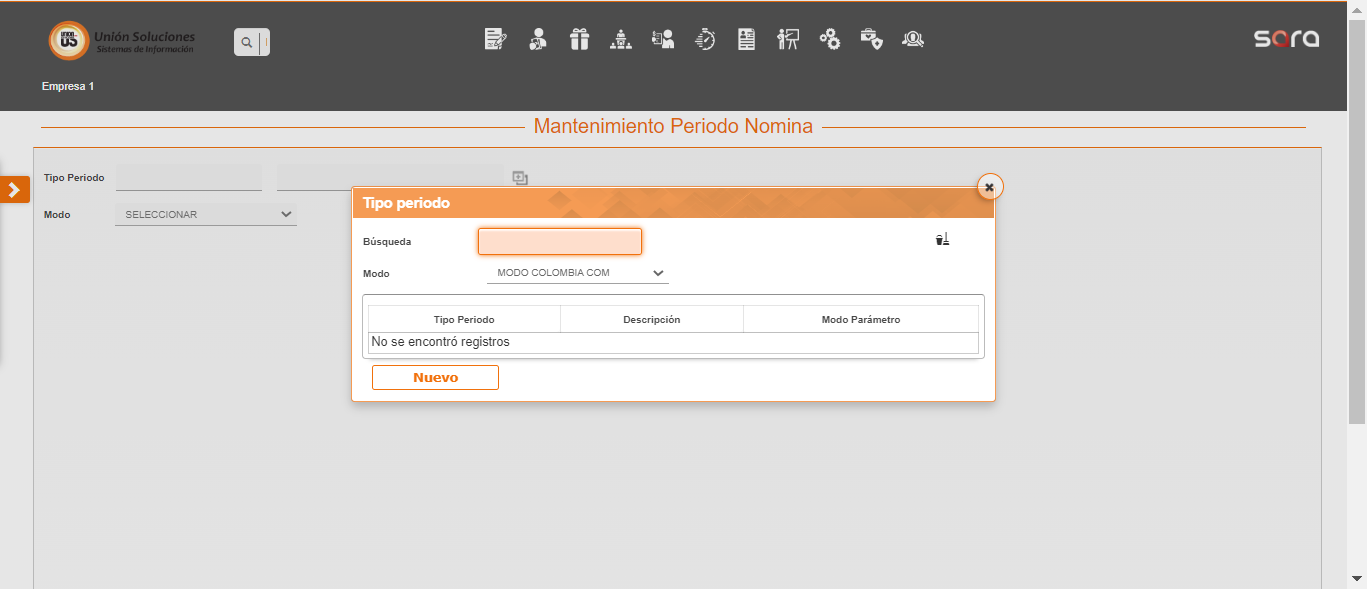 UNION
US
Unión Soluciones
Sistemas de Información
sara
Empresa 1
Mantenimiento Periodo Nomina
Tipo Periodo
Modo
SELECCIONAR
Tipo periodo
Búsqueda
Modo
MODO COLOMBIA COM
Tipo Periodo Descripción Modo Parámetro
No se encontró registros
Nuevo